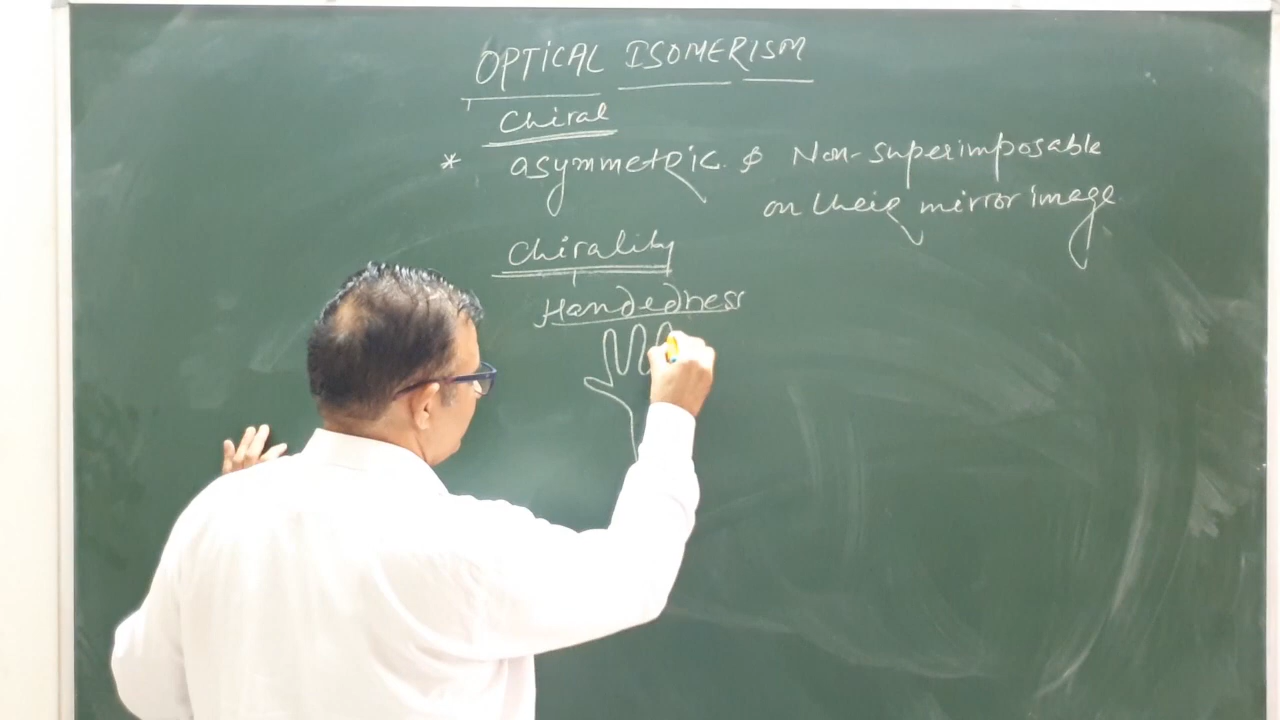 OPTICAL ISOMERISM
Chiral
* asymmetric & Non-superimposable
on their mirror image
Chirality
Handedness